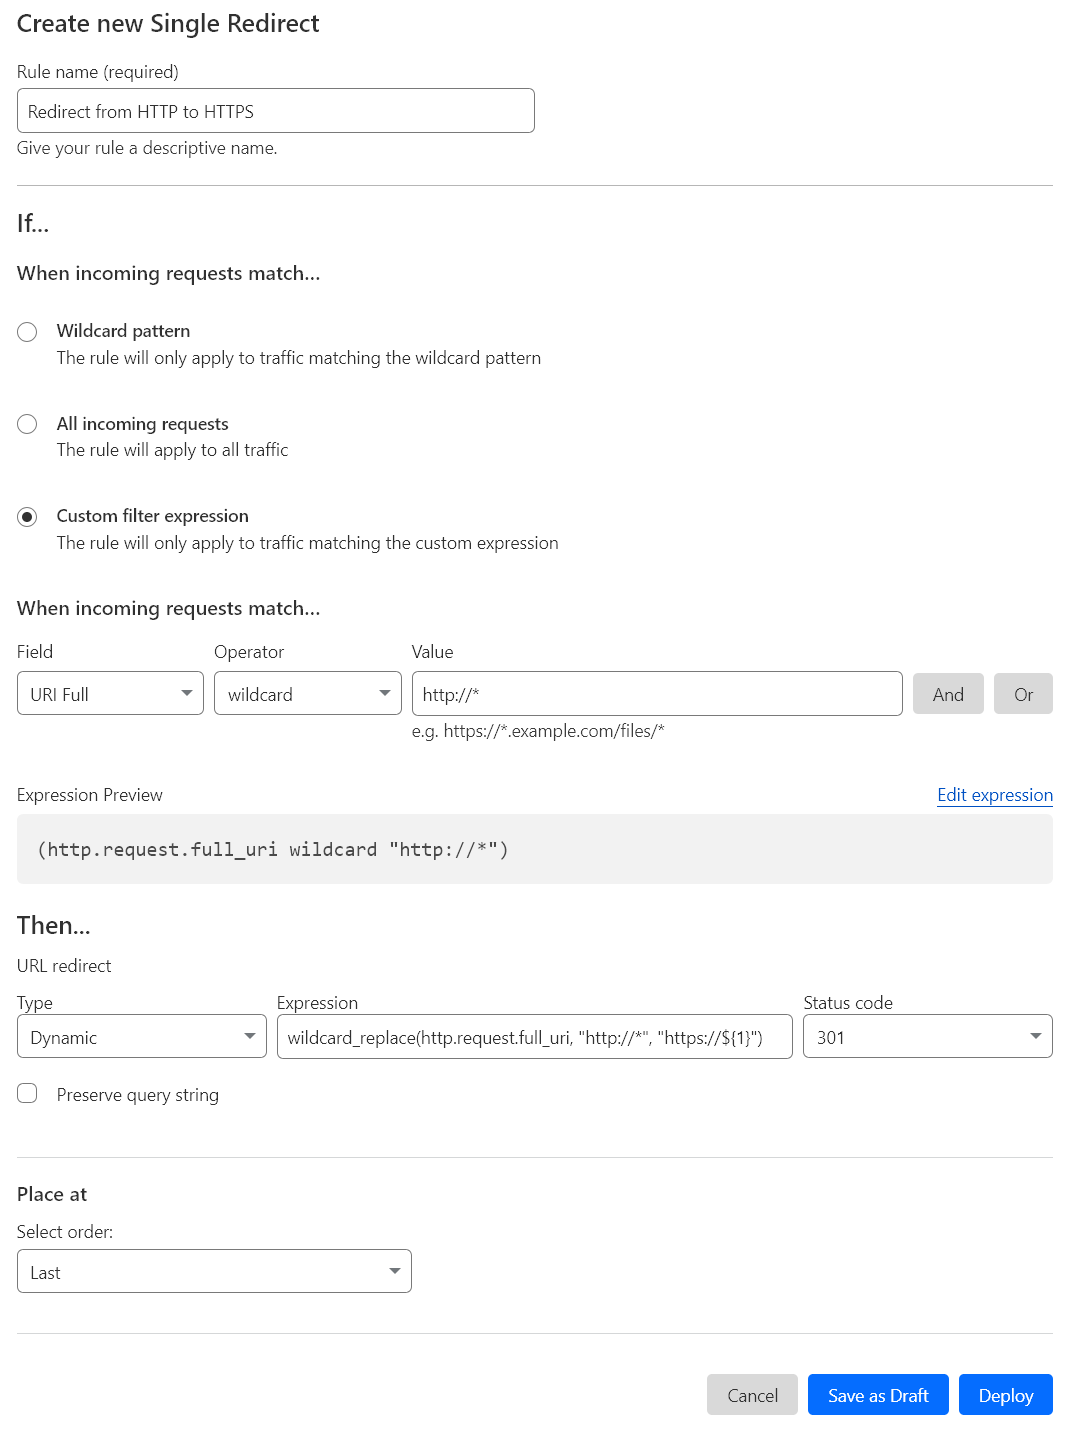 Create new Single Redirect
Rule name (required)
Redirect from HTTP to HTTPS
Give your rule a descriptive name.
If...
When incoming requests match...
Wildcard pattern
The rule will only apply to traffic matching the wildcard pattern
All incoming requests
The rule will apply to all traffic
Custom filter expression
The rule will only apply to traffic matching the custom expression
When incoming requests match...
Field Operator Value
URI Full wildcard http://* And Or
e.g. https://*.example.com/files/*
Expression Preview Edit expression
(http.request.full_uri wildcard "http://*")
Then...
URL redirect
Type Expression Status code
Dynamic wildcard_replace(http.request.full_uri, "http://*", "https://${1}") 301
Preserve query string
Place at
Select order:
Last
Cancel Save as Draft Deploy